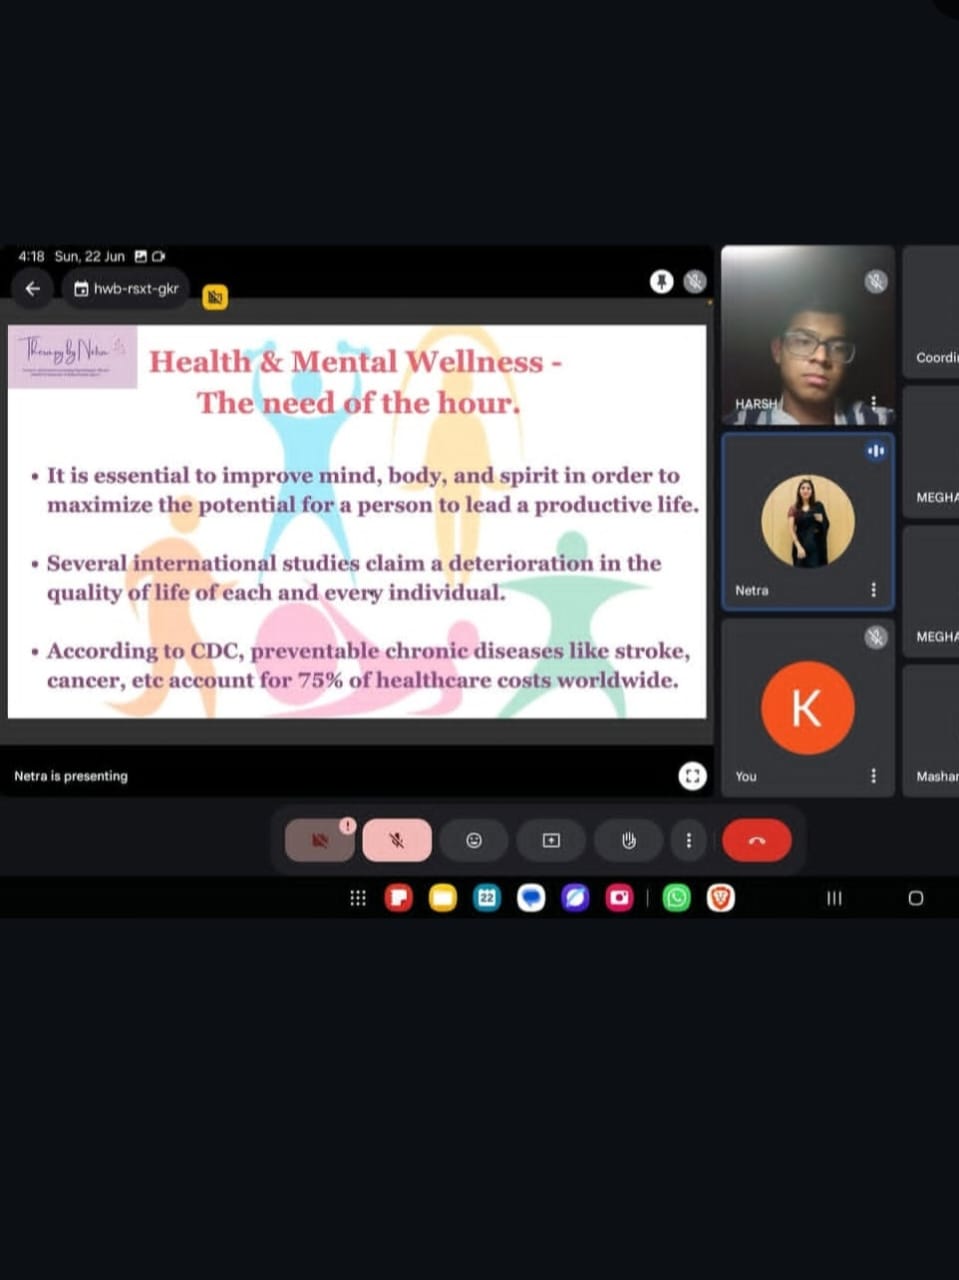 4:18 Sun, 22 Jun
hwb-rsxt-gkr
Therapy by Netra
Health & Mental Wellness -
The need of the hour.
• It is essential to improve mind, body, and spirit in order to
maximize the potential for a person to lead a productive life.
• Several international studies claim a deterioration in the
quality of life of each and every individual.
• According to CDC, preventable chronic diseases like stroke,
cancer, etc account for 75% of healthcare costs worldwide.
Netra is presenting
HARSH
Netra
K
You
Coordi
MEGHA
MEGHA
Mashar
!
22